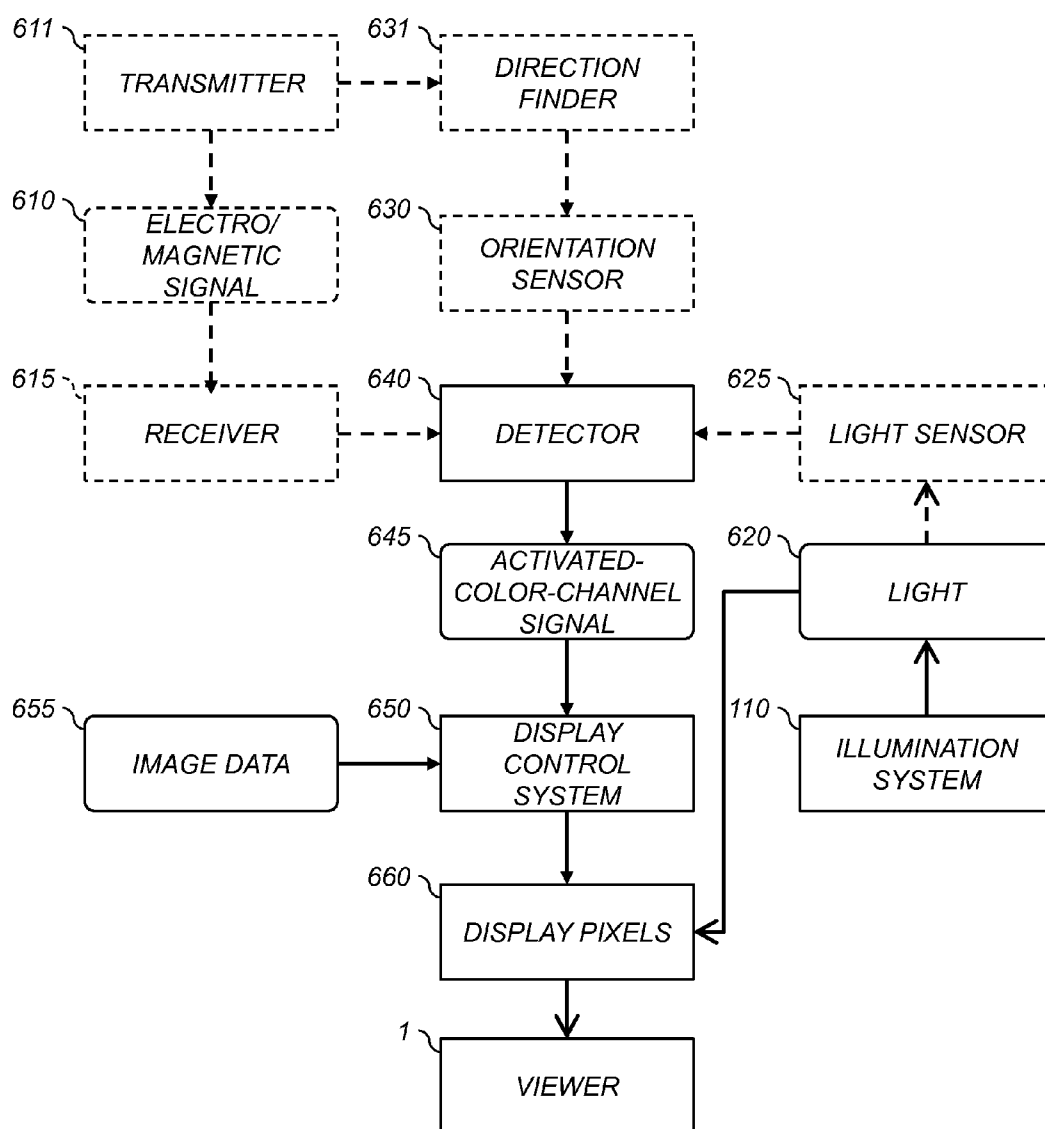 611
TRANSMITTER
631
DIRECTION
FINDER
610
ELECTRO/
MAGNETIC
SIGNAL
630
ORIENTATION
SENSOR
615
RECEIVER
640
DETECTOR
625
LIGHT SENSOR
645
ACTIVATED-
COLOR-CHANNEL
SIGNAL
620
LIGHT
655
IMAGE DATA
650
DISPLAY
CONTROL
SYSTEM
110
ILLUMINATION
SYSTEM
660
DISPLAY PIXELS
1
VIEWER